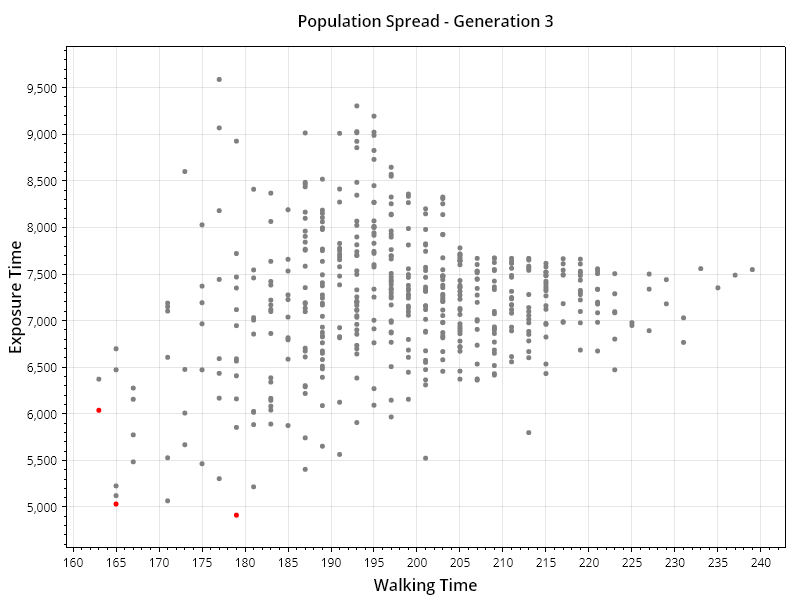 Population Spread - Generation 3
Exposure Time
9,500
9,000
8,500
8,000
7,500
7,000
6,500
6,000
5,500
5,000
160 165 170 175 180 185 190 195 200 205 210 215 220 225 230 235 240
Walking Time